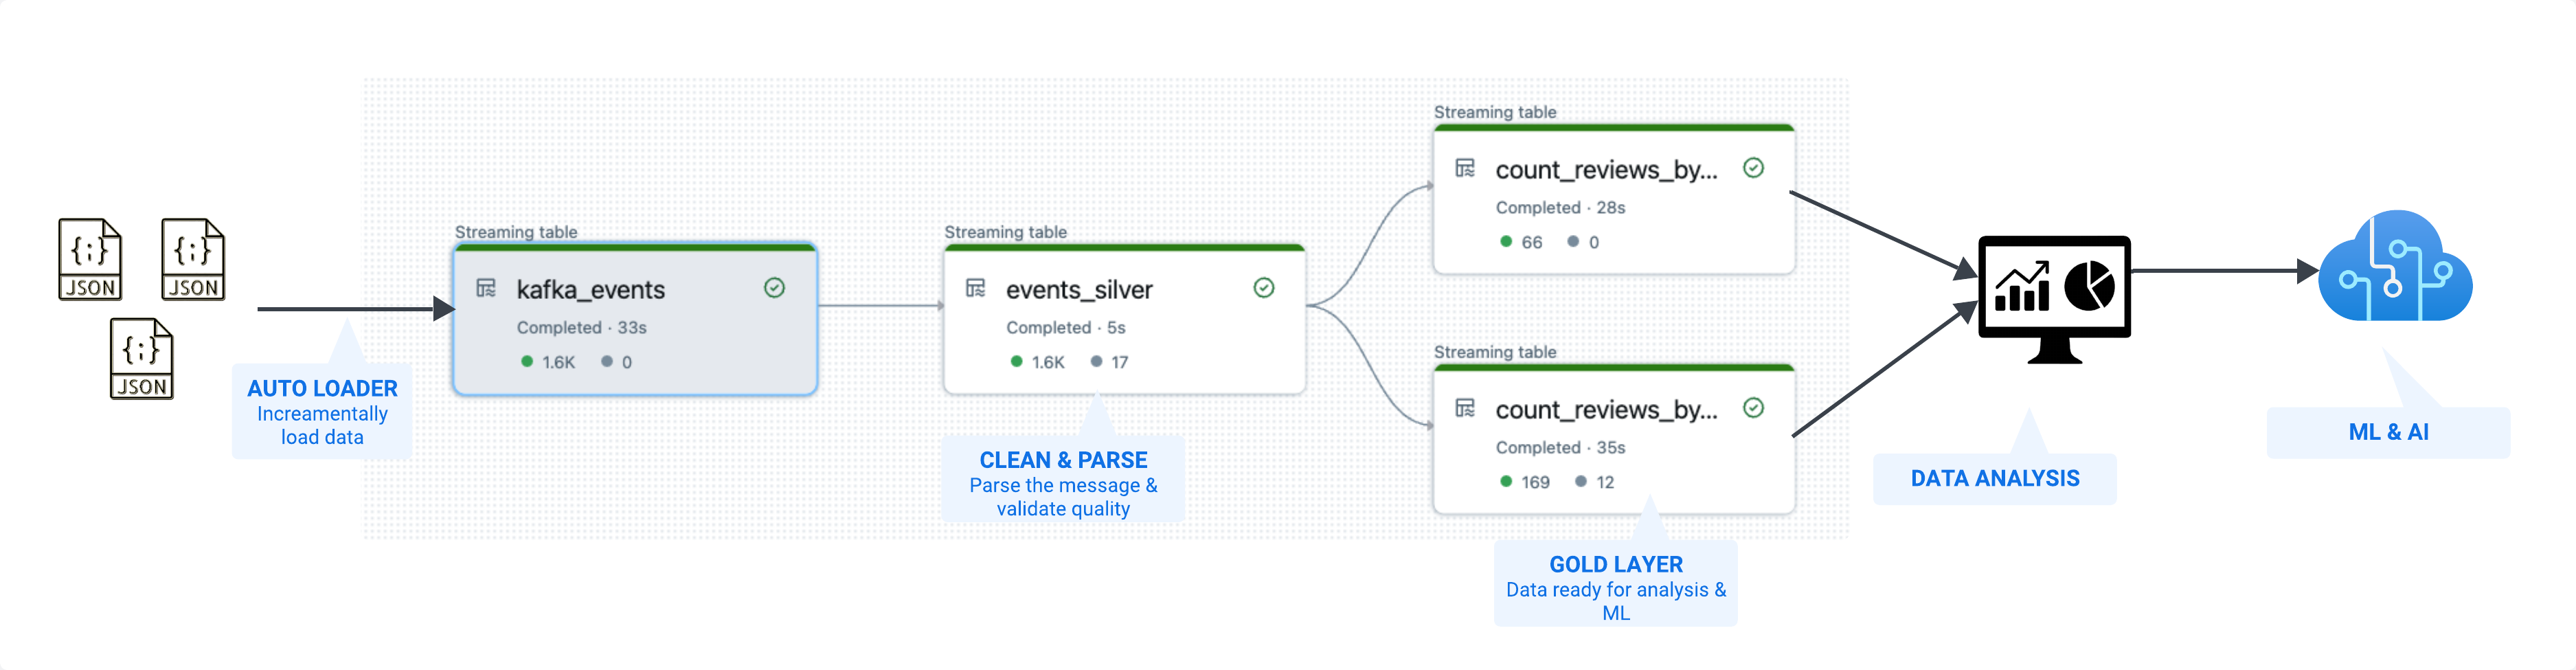 {;}
JSON
{;}
JSON
{;}
JSON
AUTO LOADER
Increamentally
load data
Streaming table
kafka_events
Completed · 33s
1.6K 0
Streaming table
events_silver
Completed · 5s
1.6K 17
CLEAN & PARSE
Parse the message &
validate quality
Streaming table
count_reviews_by...
Completed · 28s
66 0
Streaming table
count_reviews_by...
Completed · 35s
169 12
GOLD LAYER
Data ready for analysis &
ML
DATA ANALYSIS
ML & AI